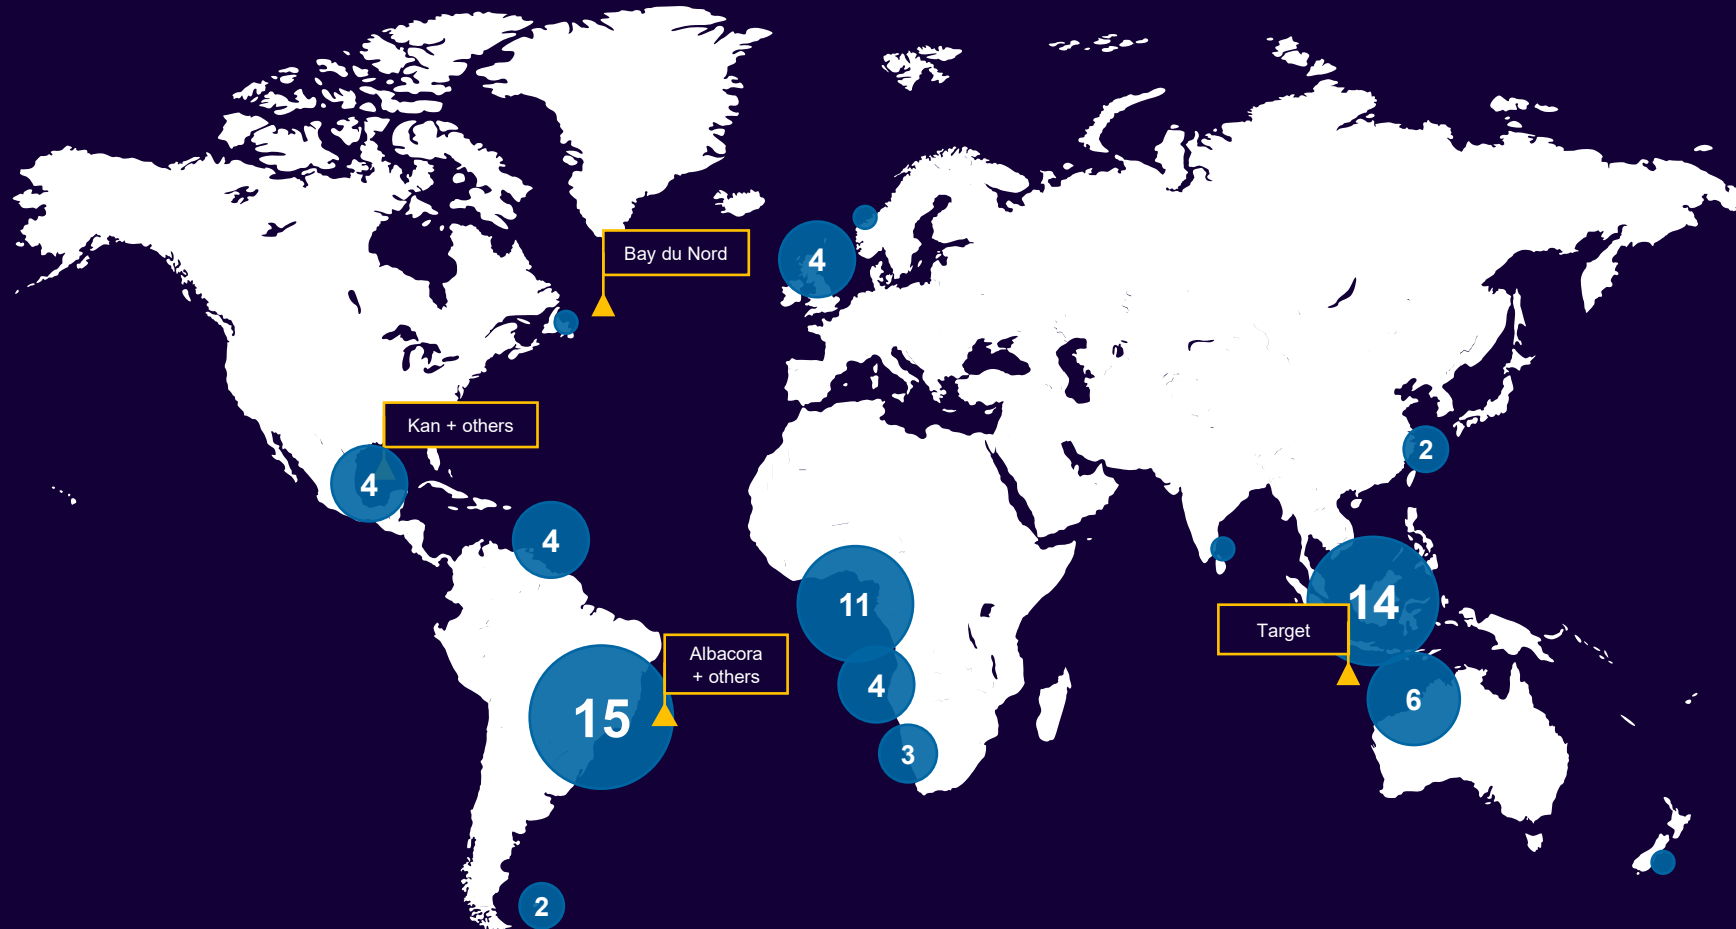 Bay du Nord
4
Kan + others
4
2
4
11
14
Target
Albacora
+ others
4
6
15
3
2